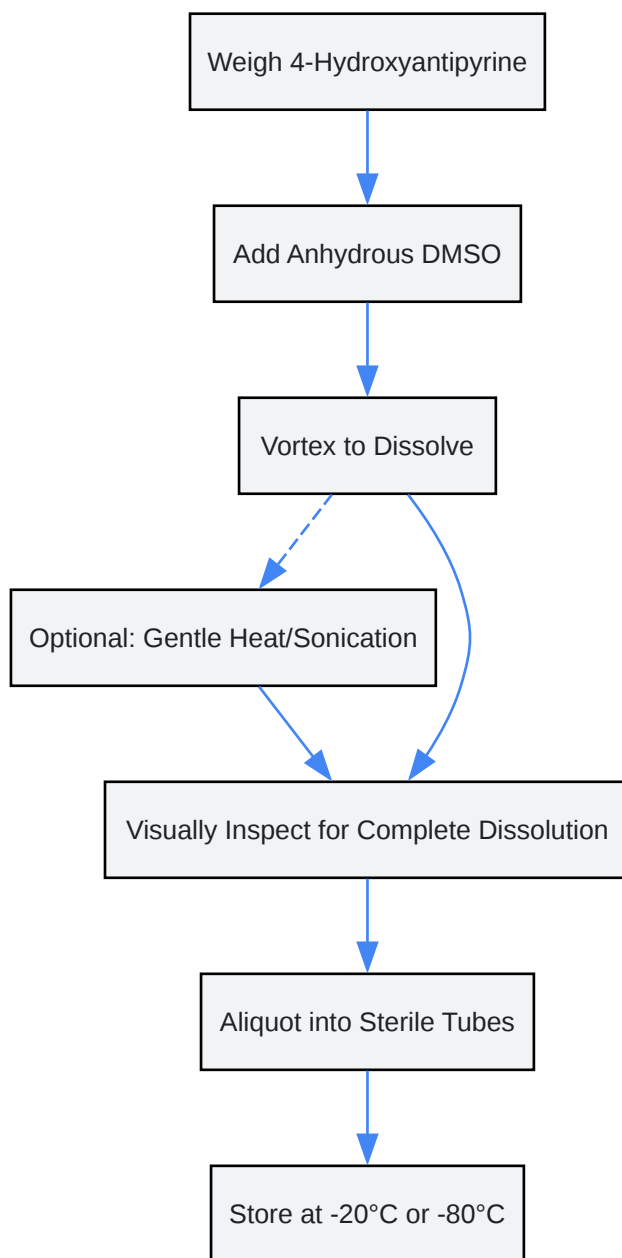 Weigh 4-Hydroxyantipyrine
Add Anhydrous DMSO
Vortex to Dissolve
Optional: Gentle Heat/Sonication
Visually Inspect for Complete Dissolution
Aliquot into Sterile Tubes
Store at -20°C or -80°C